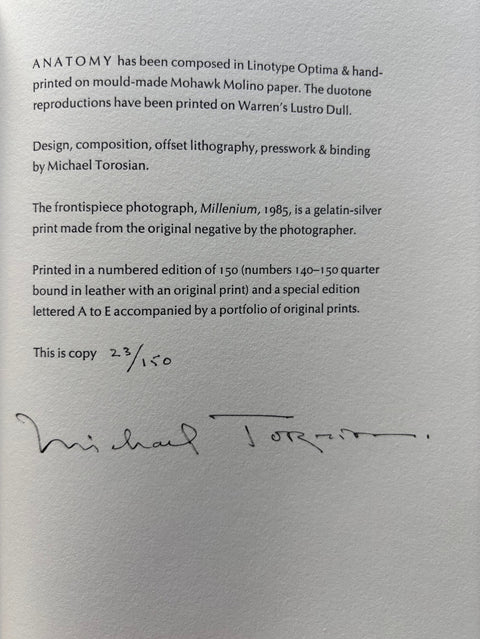 ANATOMY has been composed in Linotype Optima & hand-
printed on mould-made Mohawk Molino paper. The duotone
reproductions have been printed on Warren's Lustro Dull.
Design, composition, offset lithography, presswork & binding
by Michael Torosian.
The frontispiece photograph, Millenium, 1985, is a gelatin-silver
print made from the original negative by the photographer.
Printed in a numbered edition of 150 (numbers 140–150 quarter
bound in leather with an original print) and a special edition
lettered A to E accompanied by a portfolio of original prints.
This is copy 23/150
Michael Torosian.